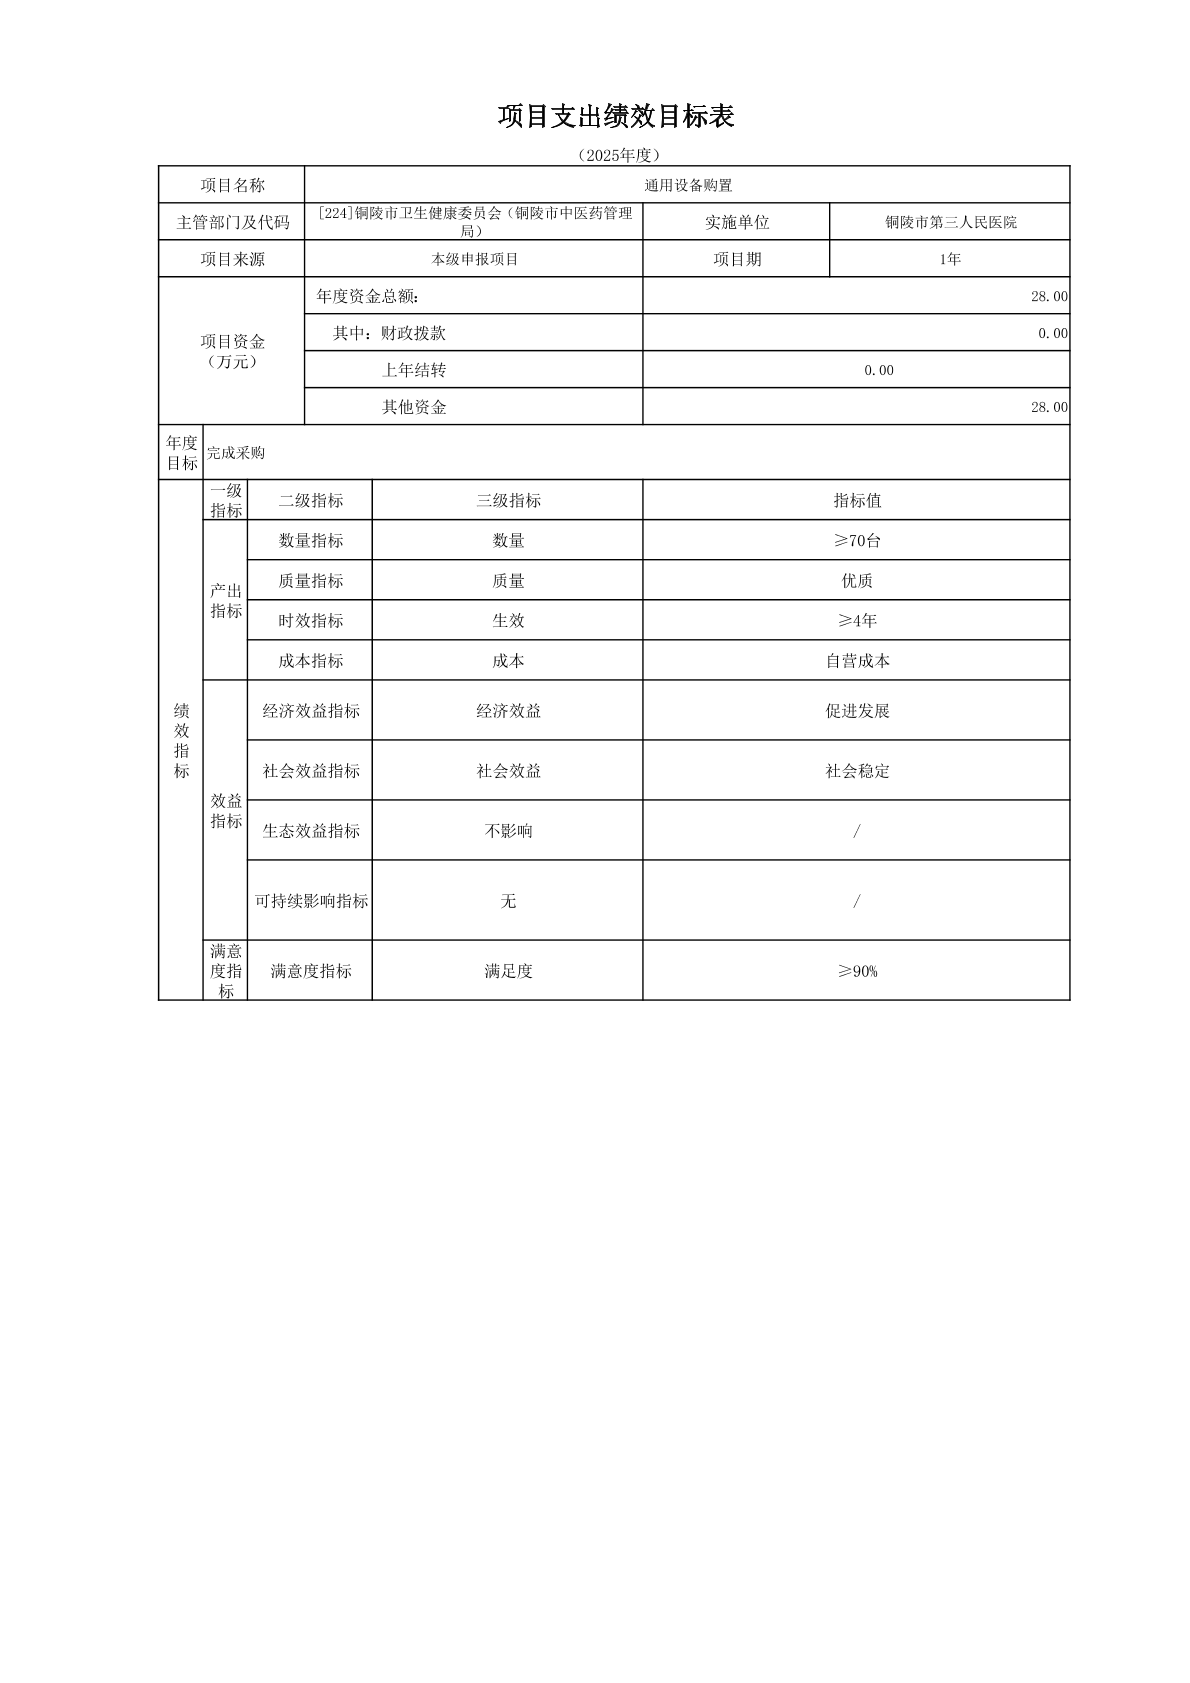 项目支出绩效目标表
（2025年度）
项目名称 通用设备购置
主管部门及代码 [224]铜陵市卫生健康委员会（铜陵市中医药管理
局） 实施单位 铜陵市第三人民医院
项目来源 本级申报项目 项目期 1年
项目资金
（万元）
年度资金总额： 28.00
其中：财政拨款 0.00
上年结转 0.00
其他资金 28.00
年度
目标
完成采购
绩
效
指
标
一级
指标
二级指标 三级指标 指标值
产出
指标
数量指标 数量 ≥70台
质量指标 质量 优质
时效指标 生效 ≥4年
成本指标 成本 自营成本
效益
指标
经济效益指标 经济效益 促进发展
社会效益指标 社会效益 社会稳定
生态效益指标 不影响 /
可持续影响指标 无 /
满意
度指
标
满意度指标 满足度 ≥90%